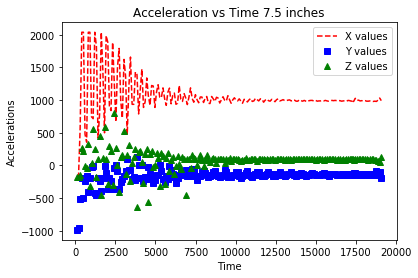 Acceleration vs Time 7.5 inches
X values
Y values
Z values
2000
1500
1000
500
0
−500
−1000
Accelerations
0 2500 5000 7500 10000 12500 15000 17500 20000
Time